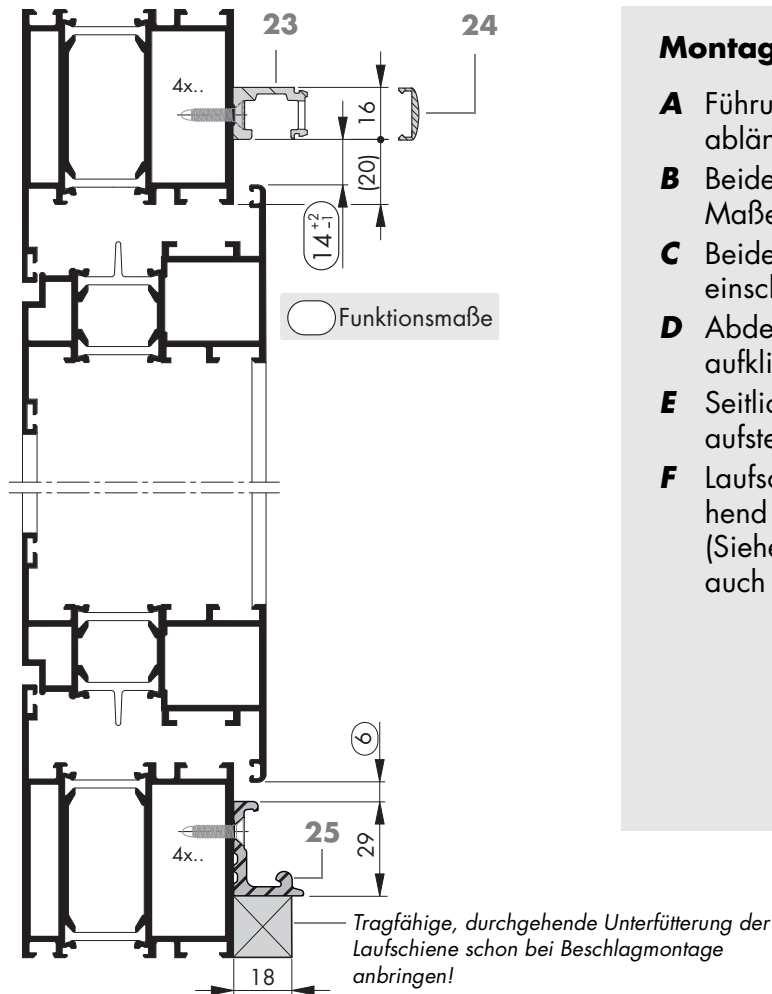 23
24
4x..
16
(20)
14 +2 -1
Funktionsmaße
6
29
25
4x..
18
Tragfähige, durchgehende Unterfütterung der
Laufschiene schon bei Beschlagmontage
anbringen!
Montag
A Führu
ablän
B Beide
Maße
C Beide
einsch
D Abde
aufkli
E Seitlic
aufste
F Laufsc
hend
(Siehe
auch